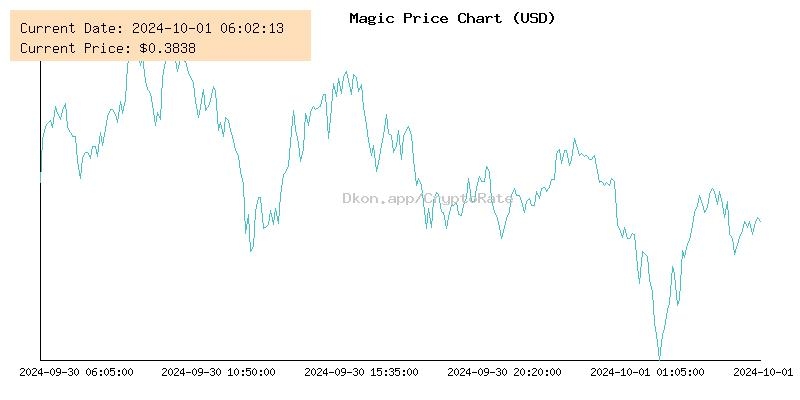 Magic Price Chart (USD)
Current Date: 2024-10-01 06:02:13
Current Price: $0.3838
Dkon.app/CryptoRate
2024-09-30 06:05:00 2024-09-30 10:50:00 2024-09-30 15:35:00 2024-09-30 20:20:00 2024-10-01 01:05:00 2024-10-01